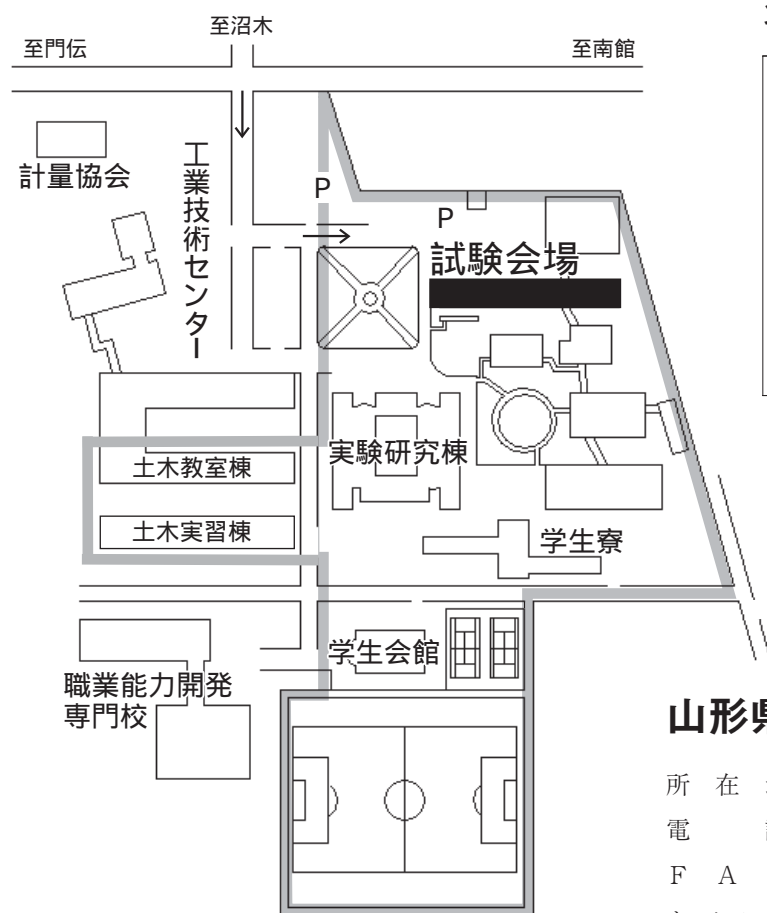 至沼木
至門伝
至南館
計量協会
工業技術センター
P
P
試験会場
実験研究棟
土木教室棟
土木実習棟
学生寮
学生会館
職業能力開発
専門校
山形県
所 在
電
F A